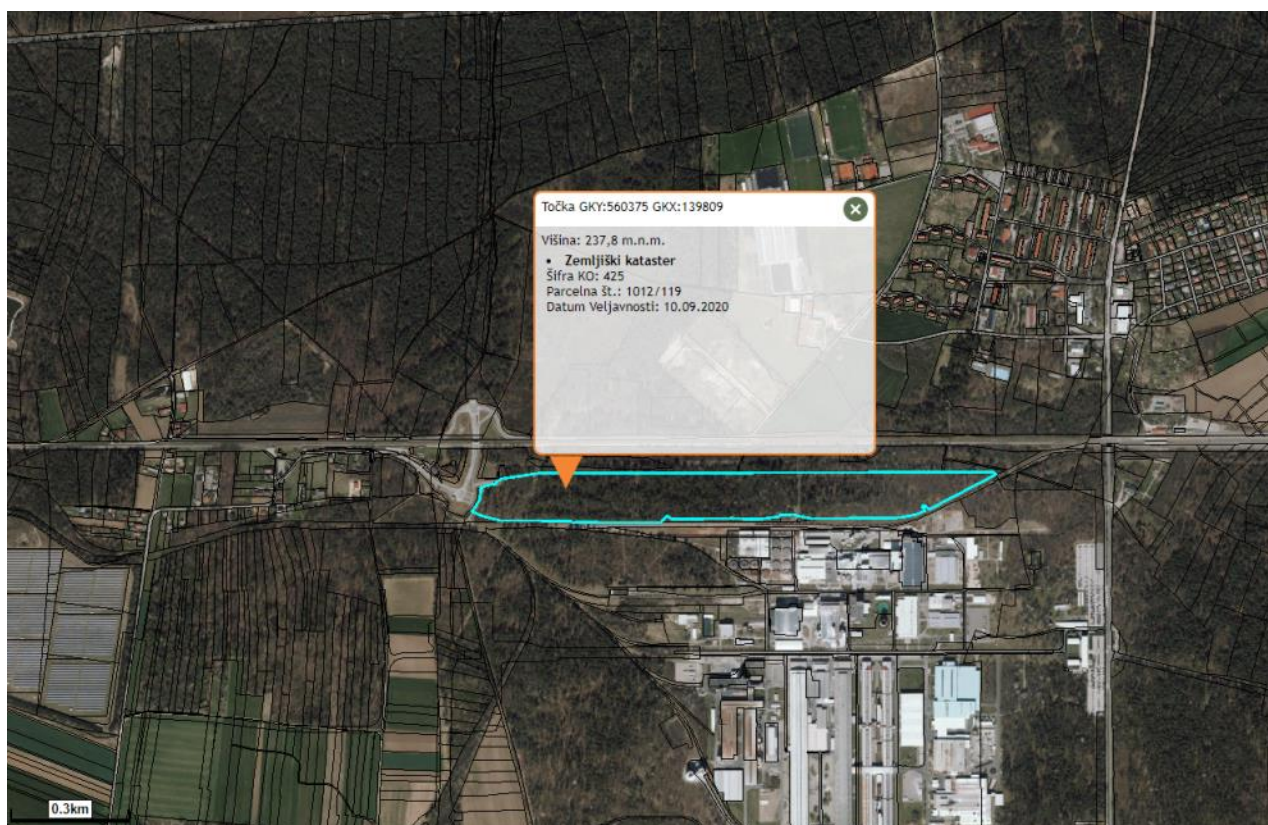 Točka GKY:560375 GKX:139809
Višina: 237,8 m.n.m.
• Zemljiški kataster
Šifra KO: 425
Parcelna št.: 1012/119
Datum Veljavnosti: 10.09.2020
0.3km